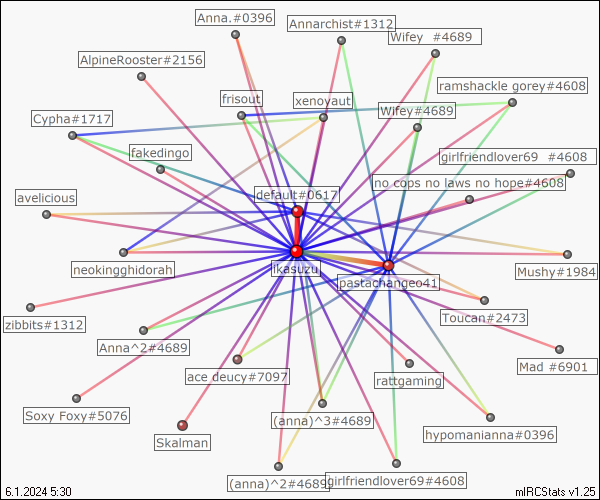 Anna.#0396
Annarchist#1312
Wifey  #4689
AlpineRooster#2156
ramshackle gorey#4608
frisout
xenoyaut
Wifey#4689
Cypha#1717
fakedingo
girlfriendlover69  #4608
no cops no laws no hope#4608
default#0617
avelicious
neokingghidorah
ikasuzu
pastachangeo41
Mushy#1984
zibbits#1312
Toucan#2473
Anna^2#4689
Mad #6901
ace deucy#7097
rattgaming
Soxy Foxy#5076
(anna)^3#4689
hypomanianna#0396
Skalman
(anna)^2#4689
girlfriendlover69#4608
6.1.2024 5:30
mIRCStats v1.25